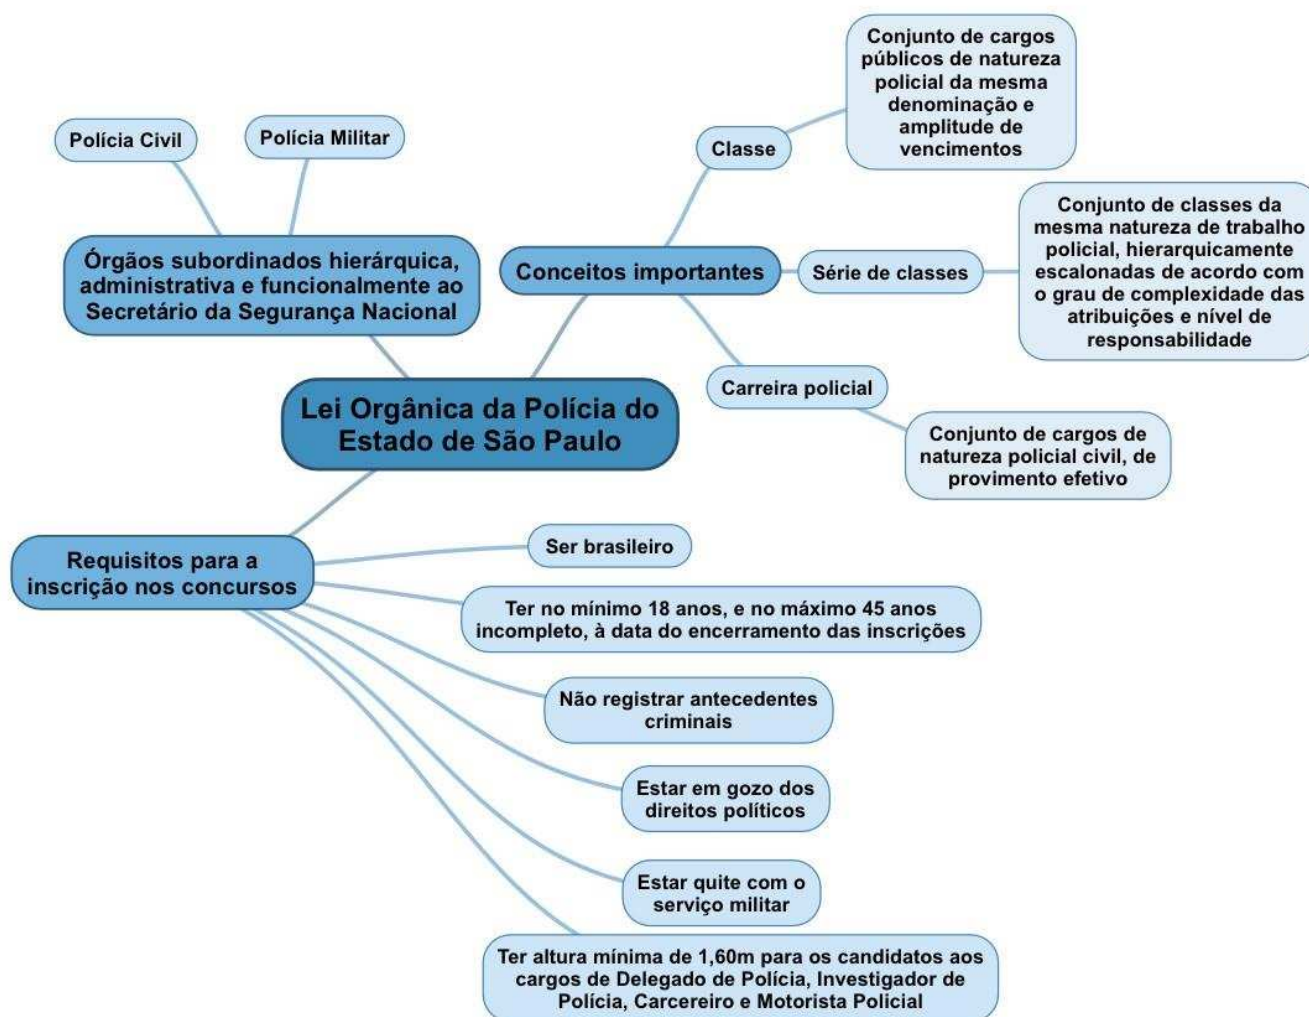 Lei Orgânica da Polícia do
Estado de São Paulo
Órgãos subordinados hierárquica,
administrativa e funcionalmente ao
Secretário da Segurança Nacional
Polícia Civil
Polícia Militar
Conceitos importantes
Classe
Conjunto de cargos
públicos de natureza
policial da mesma
denominação e
amplitude de
vencimentos
Série de classes
Conjunto de classes da
mesma natureza de trabalho
policial, hierarquicamente
escalonadas de acordo com
o grau de complexidade das
atribuições e nível de
responsabilidade
Carreira policial
Conjunto de cargos de
natureza policial civil, de
provimento efetivo
Requisitos para a
inscrição nos concursos
Ser brasileiro
Ter no mínimo 18 anos, e no máximo 45 anos
incompleto, à data do encerramento das inscrições
Não registrar antecedentes
criminais
Estar em gozo dos
direitos políticos
Estar quite com o
serviço militar
Ter altura mínima de 1,60m para os candidatos aos
cargos de Delegado de Polícia, Investigador de
Polícia, Carcereiro e Motorista Policial